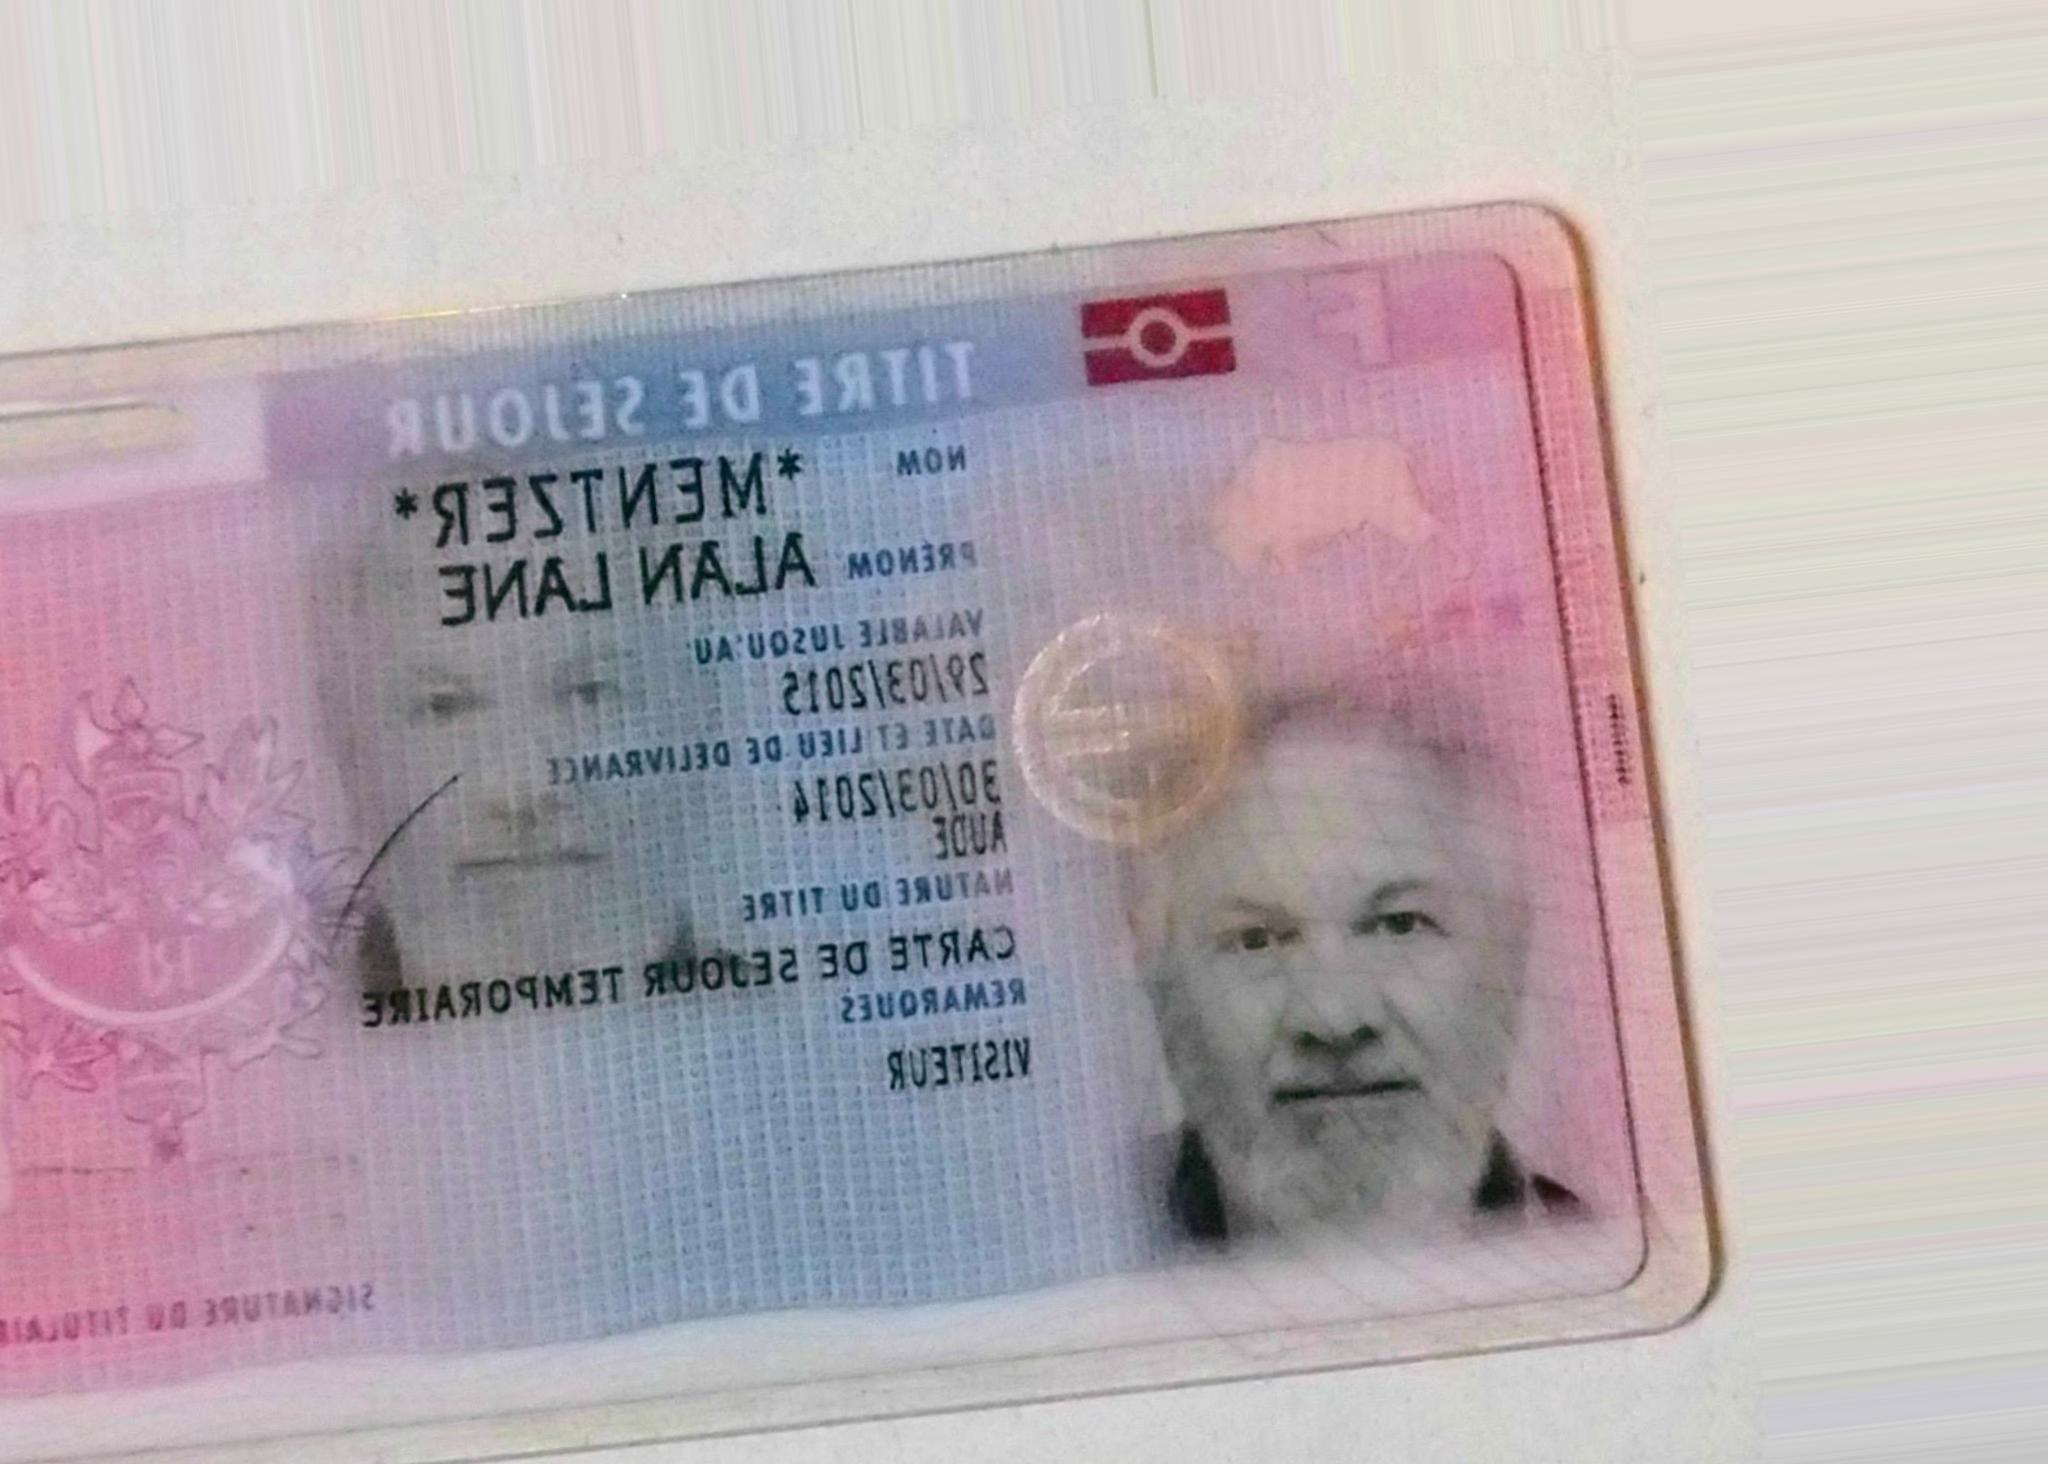 F
TITRE DE SEJOUR
NOM *MENTZER*
PRÉNOM ALAN LANE
VALABLE JUSQU'AU
29/03/2015
DATE ET LIEU DE DELIVRANCE
30/03/2014
AUDE
NATURE DU TITRE
CARTE DE SEJOUR TEMPORAIRE
REMARQUES
VISITEUR
SIGNATURE DU TITULAIR